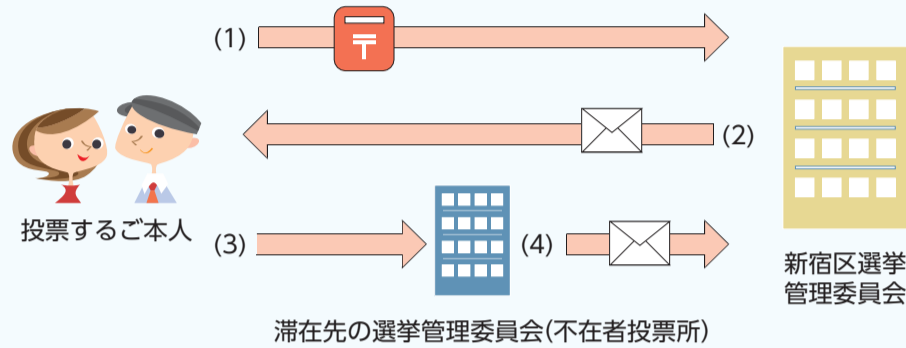 (1)
〒
(2)
投票するご本人
(3)
(4)
新宿区選挙
管理委員会
滞在先の選挙管理委員会(不在者投票所)